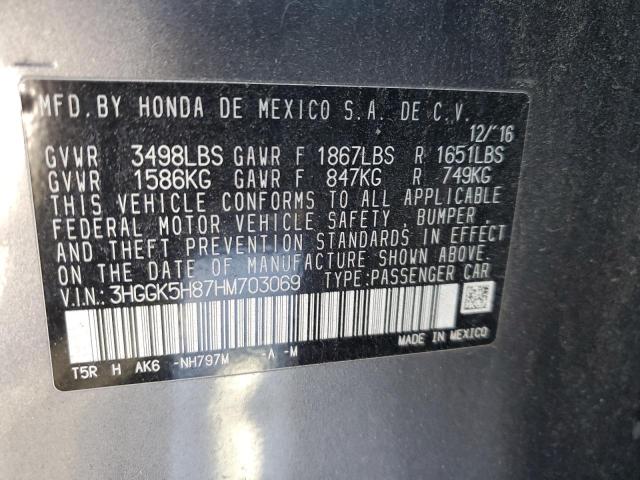 MFD. BY HONDA DE MEXICO S.A. DE C.V.
12/'16
GVWR 3498LBS GAWR F 1867LBS R 1651LBS
GVWR 1586KG GAWR F 847KG R 749KG
THIS VEHICLE CONFORMS TO ALL APPLICABLE
FEDERAL MOTOR VEHICLE SAFETY, BUMPER,
AND THEFT PREVENTION STANDARDS IN EFFECT
ON THE DATE OF MANUFACTURE SHOWN ABOVE.
V.I.N.: 3HGGK5H87HM703069 TYPE:PASSENGER CAR
MADE IN MEXICO
T5R H AK6 -NH797M -A -M